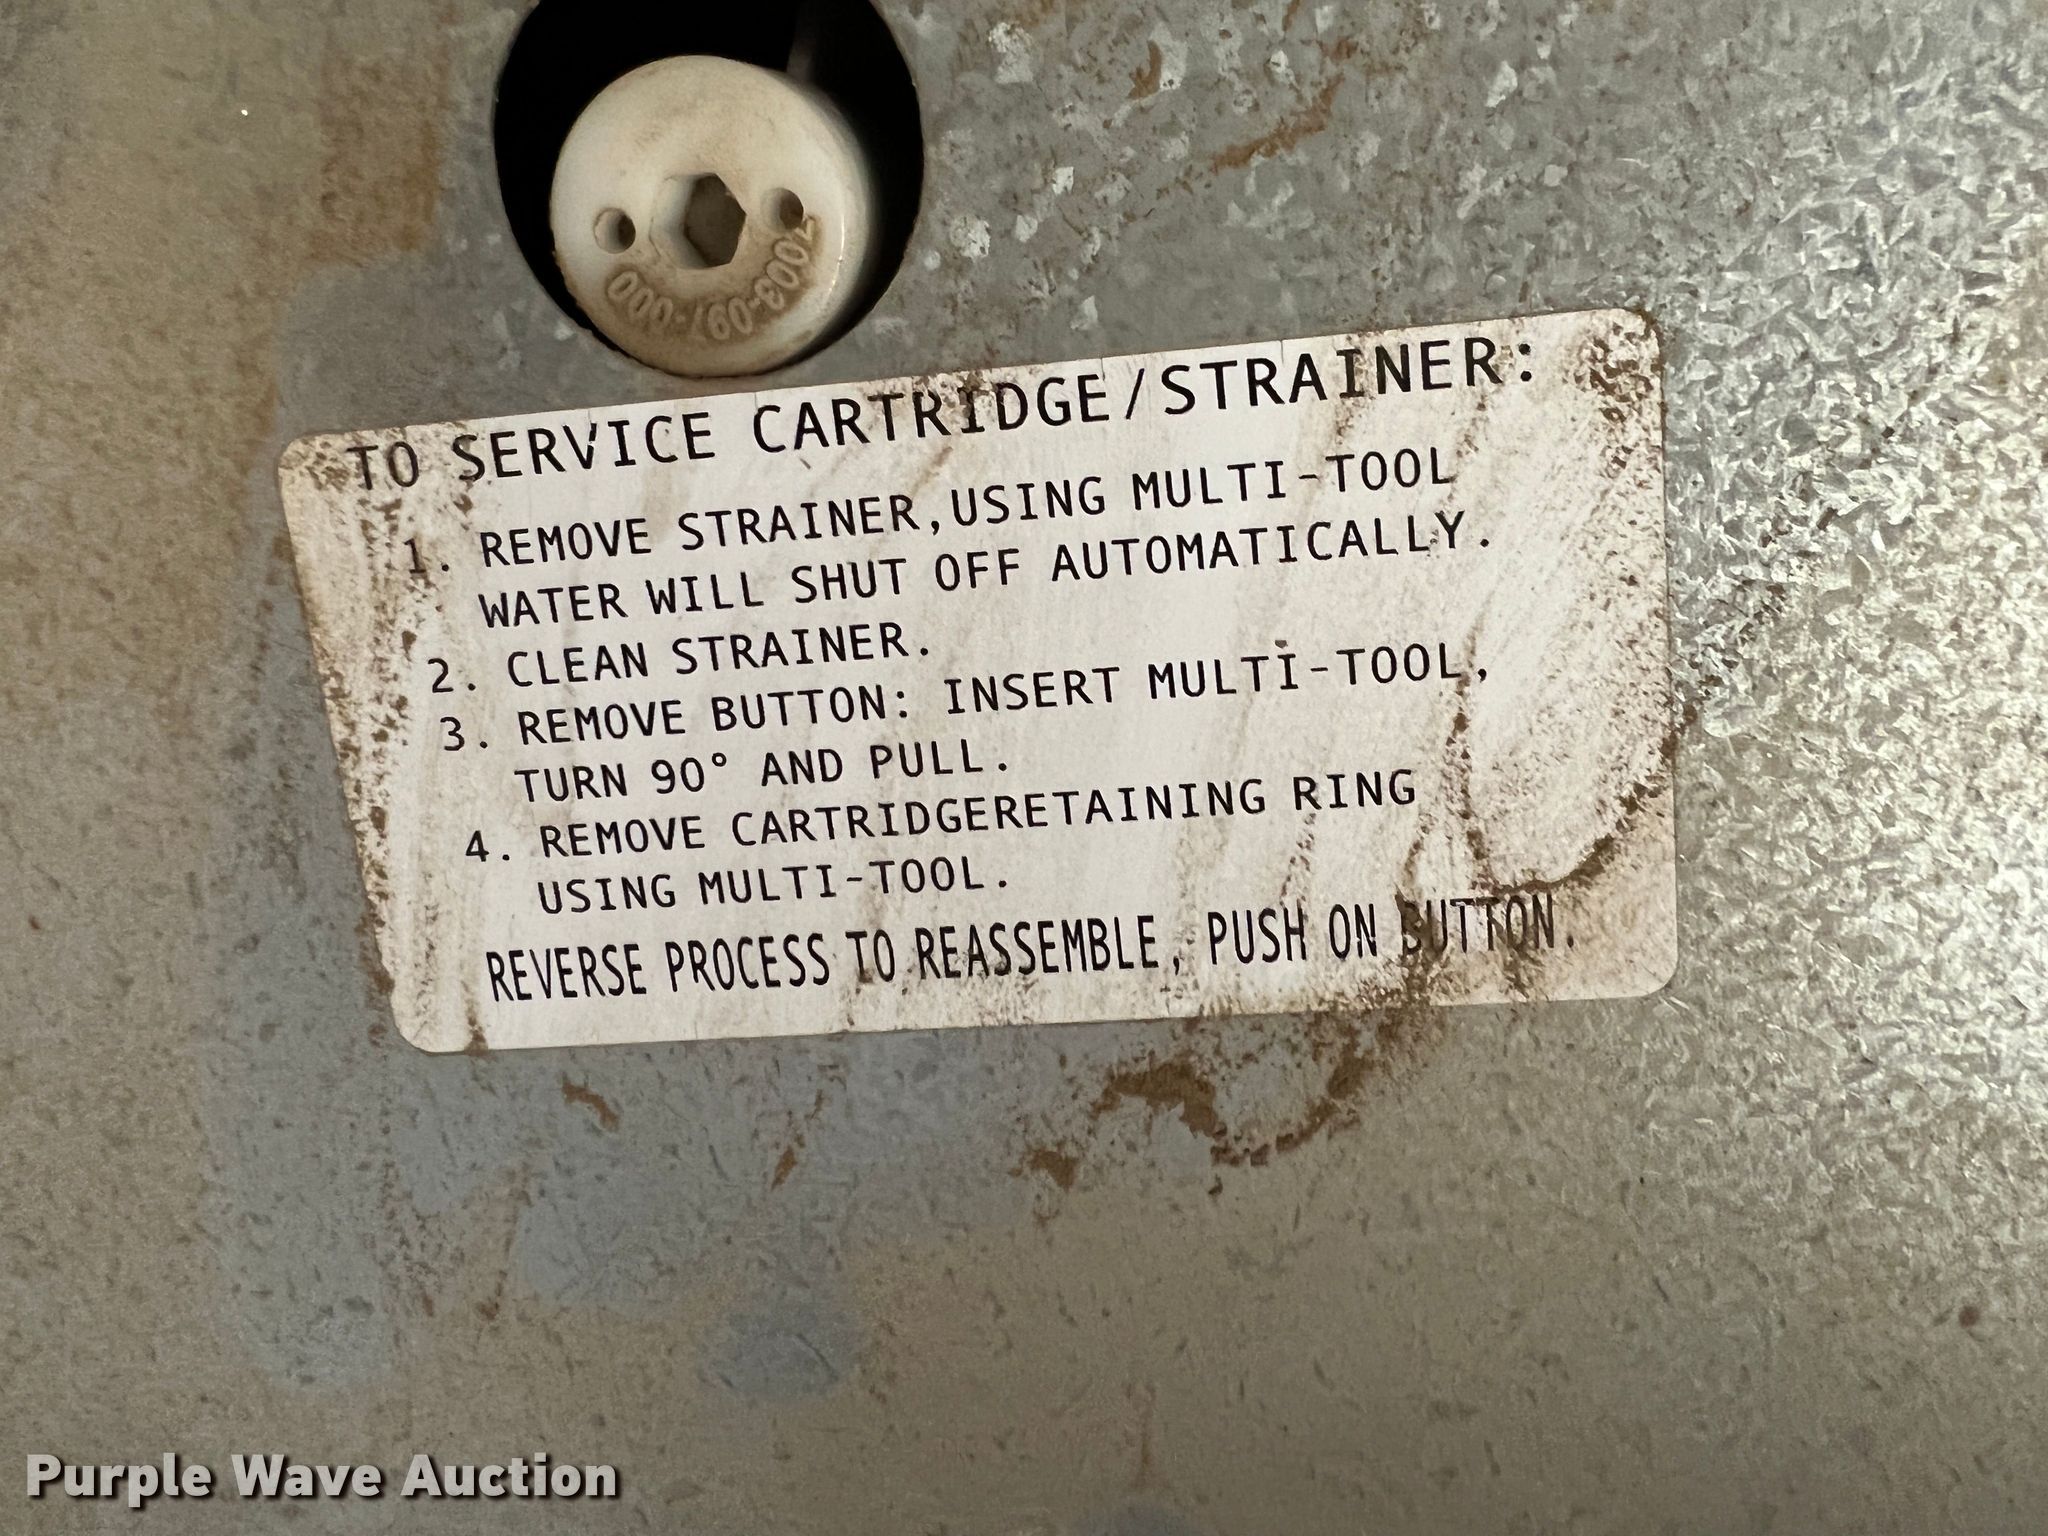 7003-097-000
TO SERVICE CARTRIDGE/STRAINER:
1. REMOVE STRAINER,USING MULTI-TOOL
WATER WILL SHUT OFF AUTOMATICALLY.
2. CLEAN STRAINER.
3. REMOVE BUTTON: INSERT MULTI-TOOL,
TURN 90° AND PULL.
4. REMOVE CARTRIDGERETAINING RING
USING MULTI-TOOL.
REVERSE PROCESS TO REASSEMBLE, PUSH ON BUTTON.
Purple Wave Auction